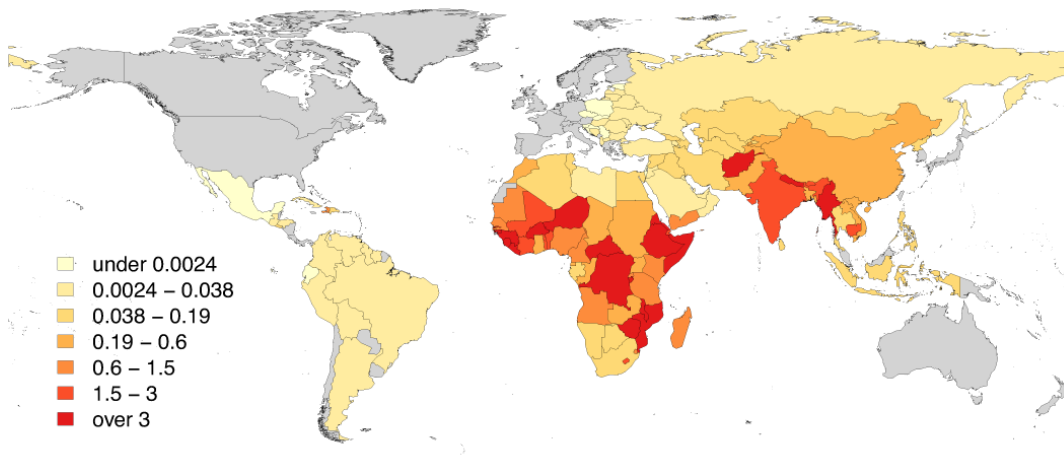 under 0.0024
0.0024 – 0.038
0.038 – 0.19
0.19 – 0.6
0.6 – 1.5
1.5 – 3
over 3